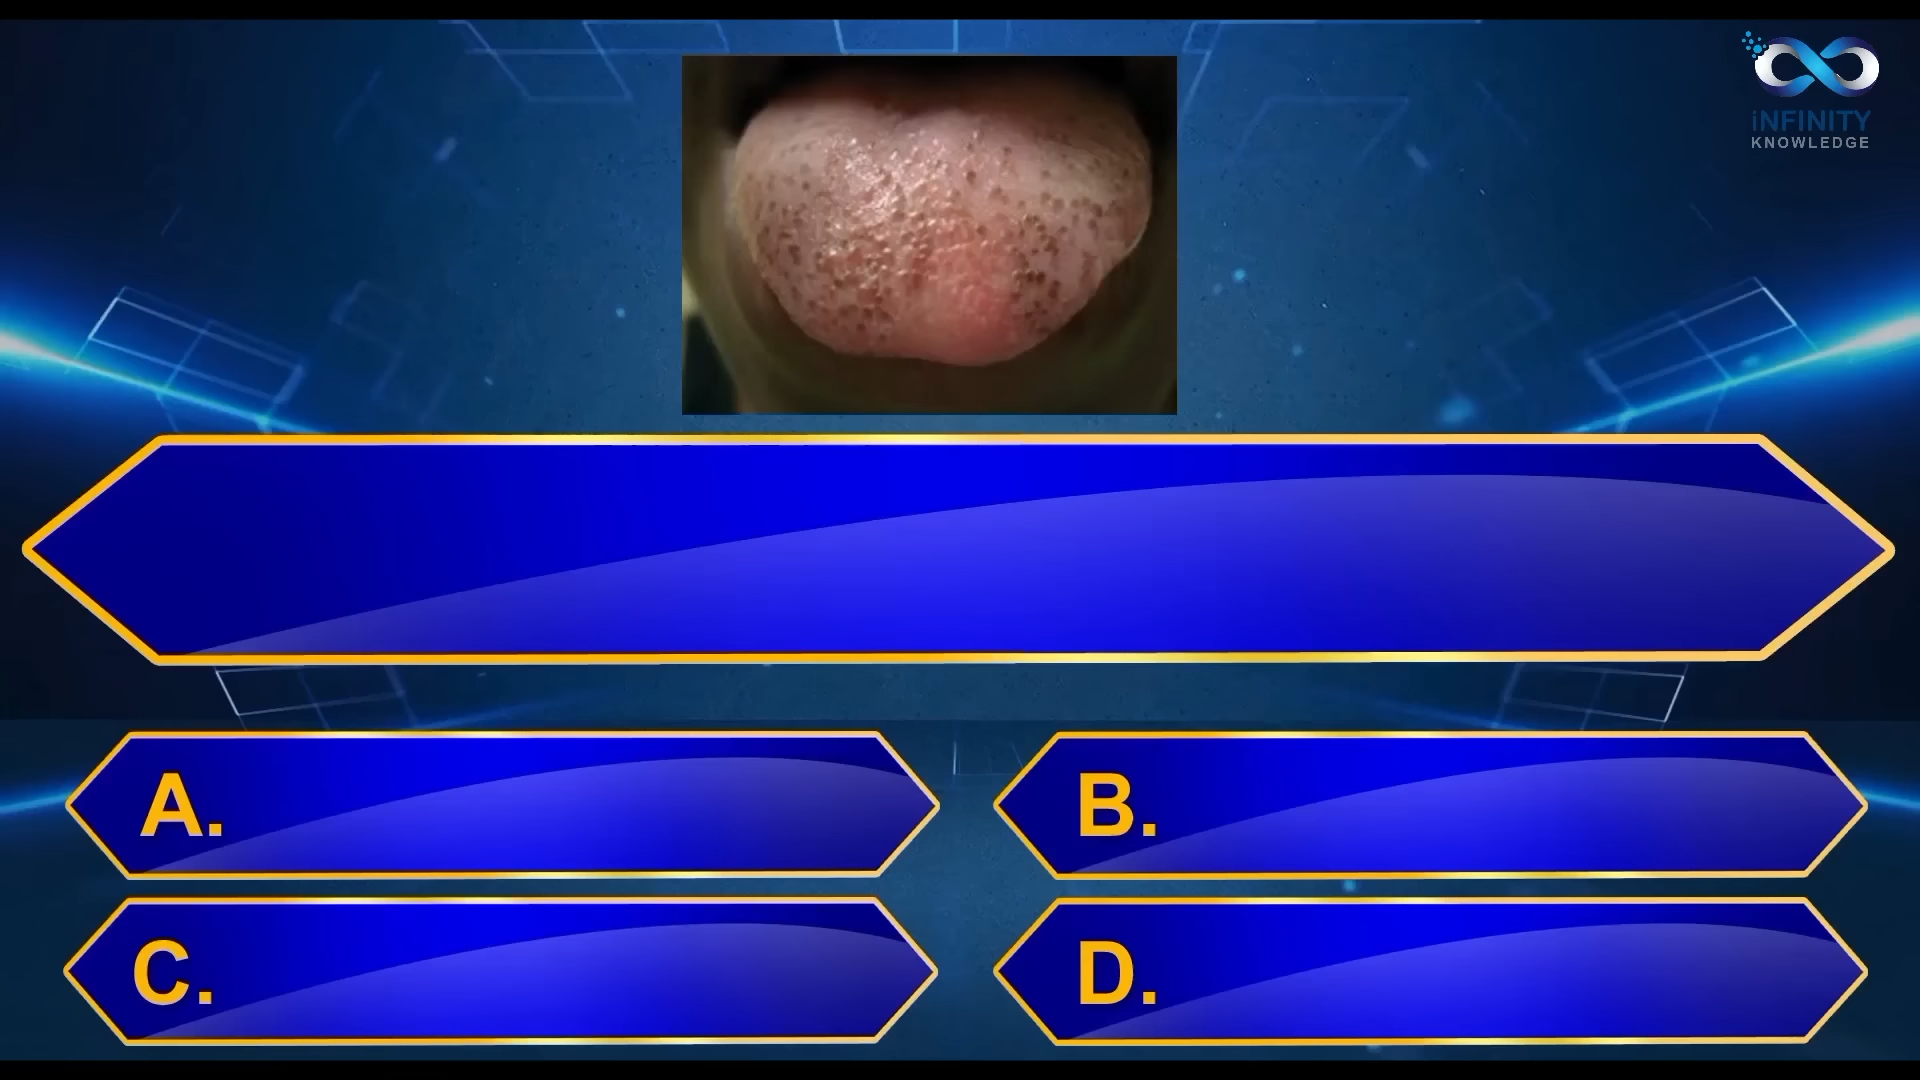 iNFINITY
KNOWLEDGE
A.
B.
C.
D.